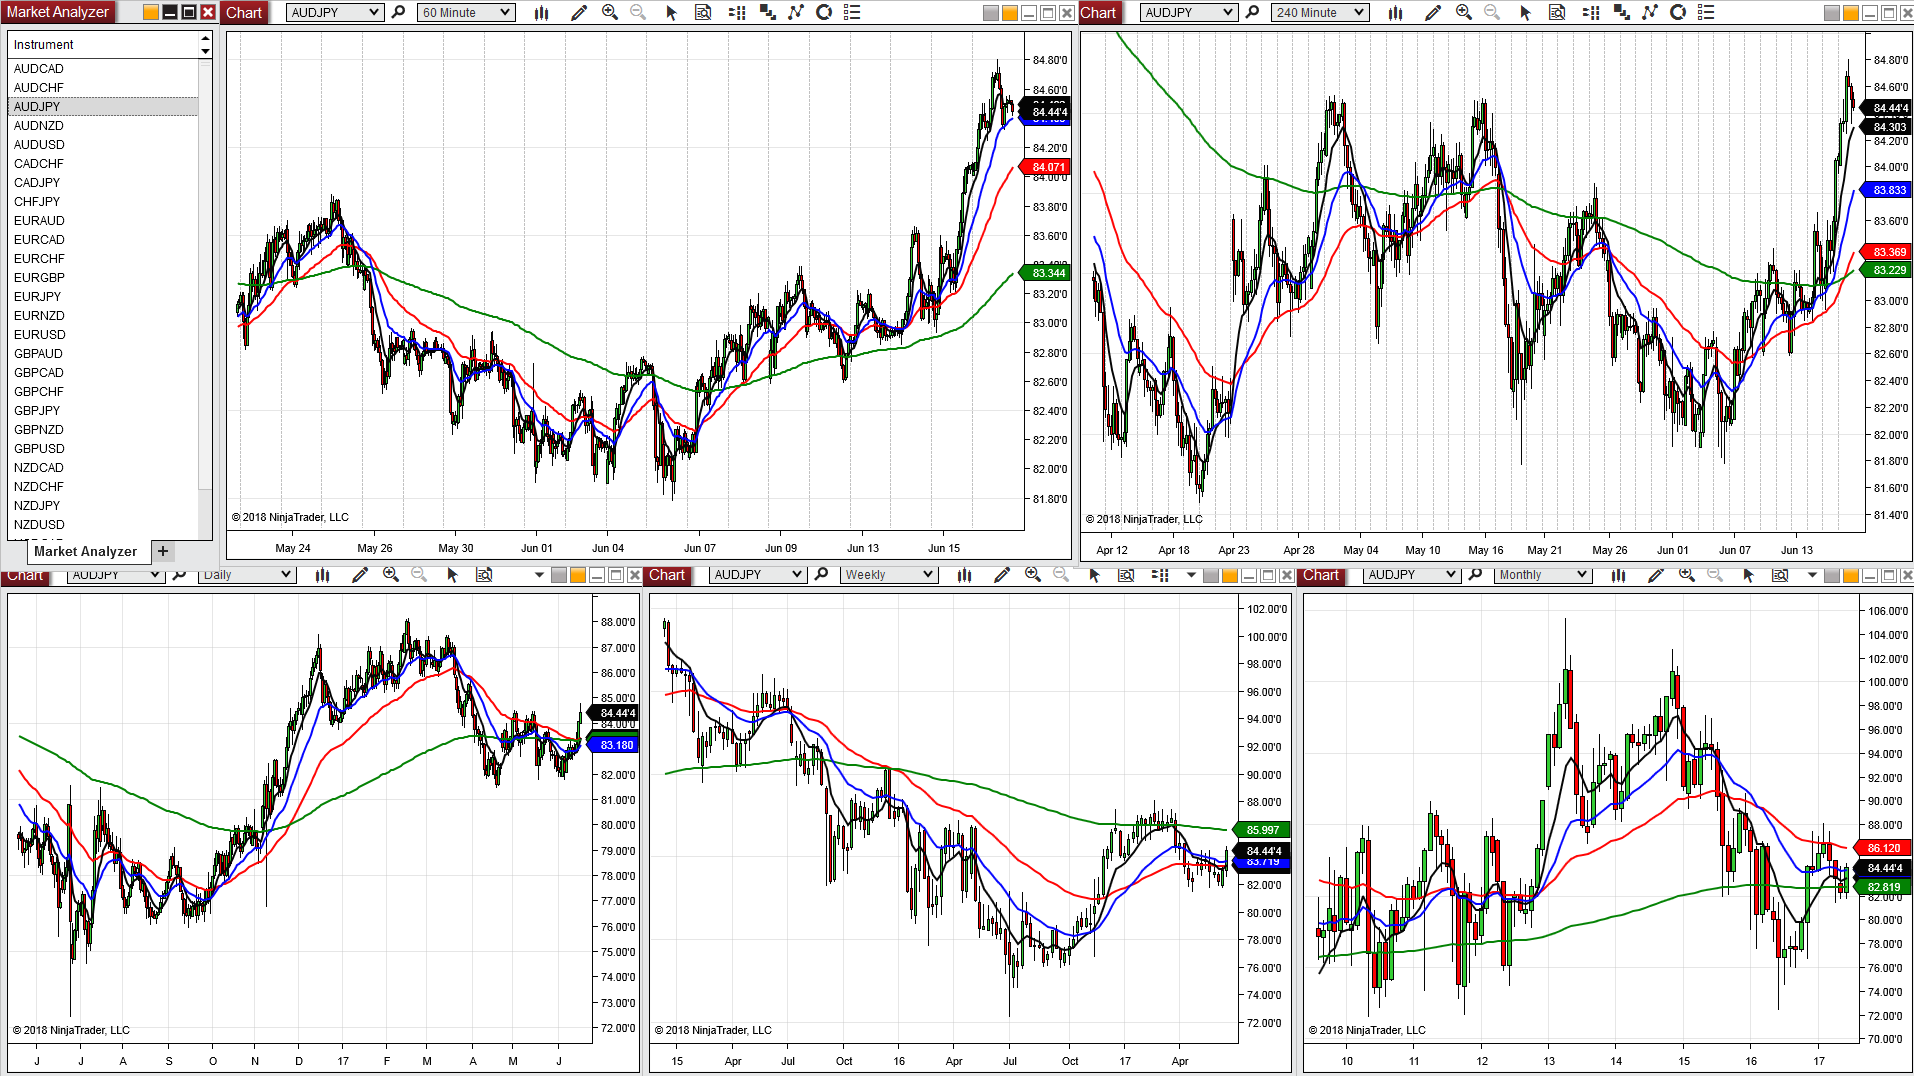 Market Analyzer
Instrument
AUDCAD
AUDCHF
AUDJPY
AUDNZD
AUDUSD
CADCHF
CADJPY
CHFJPY
EURAUD
EURCAD
EURCHF
EURGBP
EURJPY
EURNZD
EURUSD
GBPAUD
GBPCAD
GBPCHF
GBPJPY
GBPNZD
GBPUSD
NZDCAD
NZDCHF
NZDJPY
NZDUSD
Market Analyzer +
Chart AUDJPY 60 Minute
84.80'0
84.60'0
84.44'4
84.20'0
84.071
84.00'0
83.80'0
83.60'0
83.344
83.20'0
83.00'0
82.80'0
82.60'0
82.40'0
82.20'0
82.00'0
81.80'0
© 2018 NinjaTrader, LLC
May 24 May 26 May 30 Jun 01 Jun 04 Jun 07 Jun 09 Jun 13 Jun 15
Chart AUDJPY 240 Minute
84.80'0
84.60'0
84.44'4
84.303
84.20'0
84.00'0
83.833
83.60'0
83.369
83.229
83.00'0
82.80'0
82.60'0
82.40'0
82.20'0
82.00'0
81.80'0
81.60'0
81.40'0
© 2018 NinjaTrader, LLC
Apr 12 Apr 18 Apr 23 Apr 28 May 04 May 10 May 16 May 21 May 26 Jun 01 Jun 07 Jun 13
Chart AUDJPY Daily
88.00'0
87.00'0
86.00'0
85.00'0
84.44'4
84.00'0
83.180
82.00'0
81.00'0
80.00'0
79.00'0
78.00'0
77.00'0
76.00'0
75.00'0
74.00'0
73.00'0
72.00'0
© 2018 NinjaTrader, LLC
J J A S O N D 17 F M A M J
Chart AUDJPY Weekly
102.00'0
100.00'0
98.00'0
96.00'0
94.00'0
92.00'0
90.00'0
88.00'0
85.997
84.44'4
83.719
82.00'0
80.00'0
78.00'0
76.00'0
74.00'0
72.00'0
© 2018 NinjaTrader, LLC
15 Apr Jul Oct 16 Apr Jul Oct 17 Apr
Chart AUDJPY Monthly
106.00'0
104.00'0
102.00'0
100.00'0
98.00'0
96.00'0
94.00'0
92.00'0
90.00'0
88.00'0
86.120
84.44'4
82.819
82.00'0
80.00'0
78.00'0
76.00'0
74.00'0
72.00'0
70.00'0
© 2018 NinjaTrader, LLC
10 11 12 13 14 15 16 17